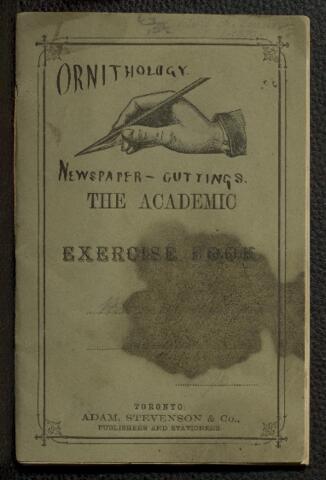 ORNITHOLOGY.
NEWSPAPER - CUTTINGS.
THE ACADEMIC
EXERCISE BOOK
TORONTO:
ADAM, STEVENSON & Co.,
PUBLISHERS AND STATIONERS